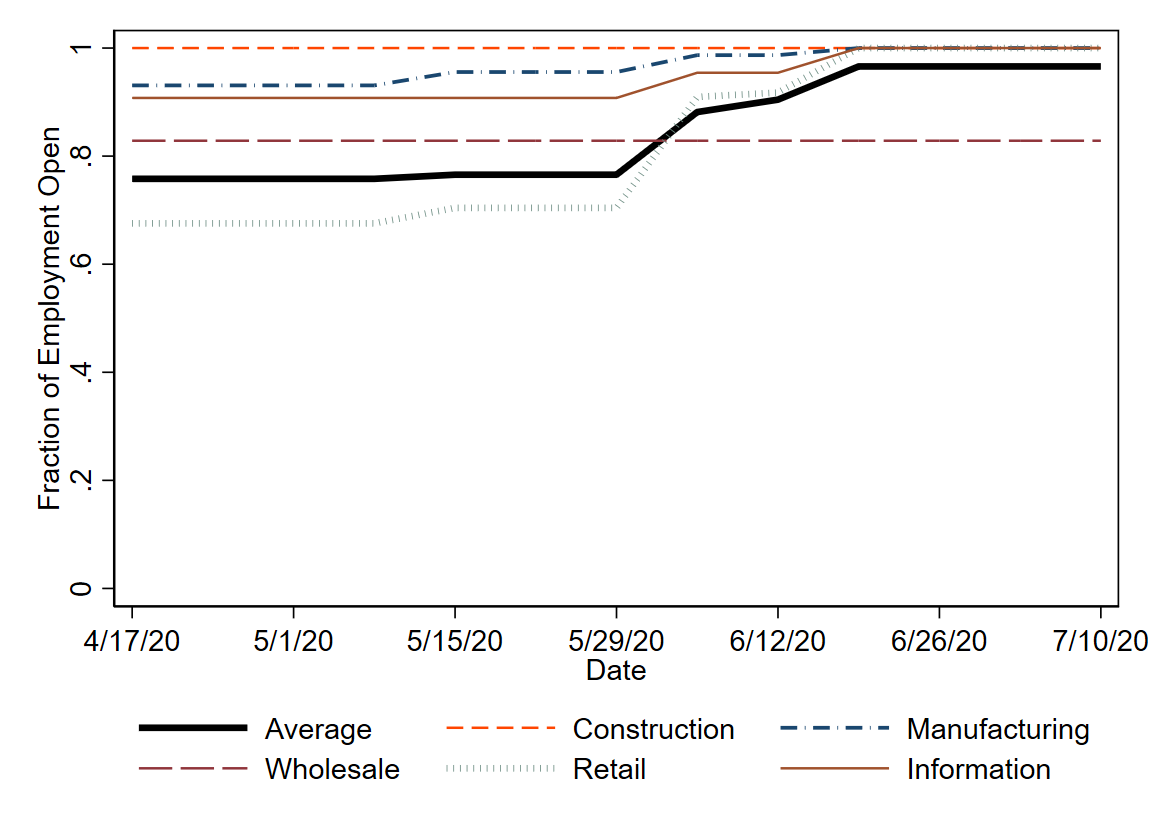 Fraction of Employment Open
1
.8
.6
.4
.2
0
4/17/20 5/1/20 5/15/20 5/29/20 6/12/20 6/26/20 7/10/20
Date
Average Construction Manufacturing
Wholesale Retail Information